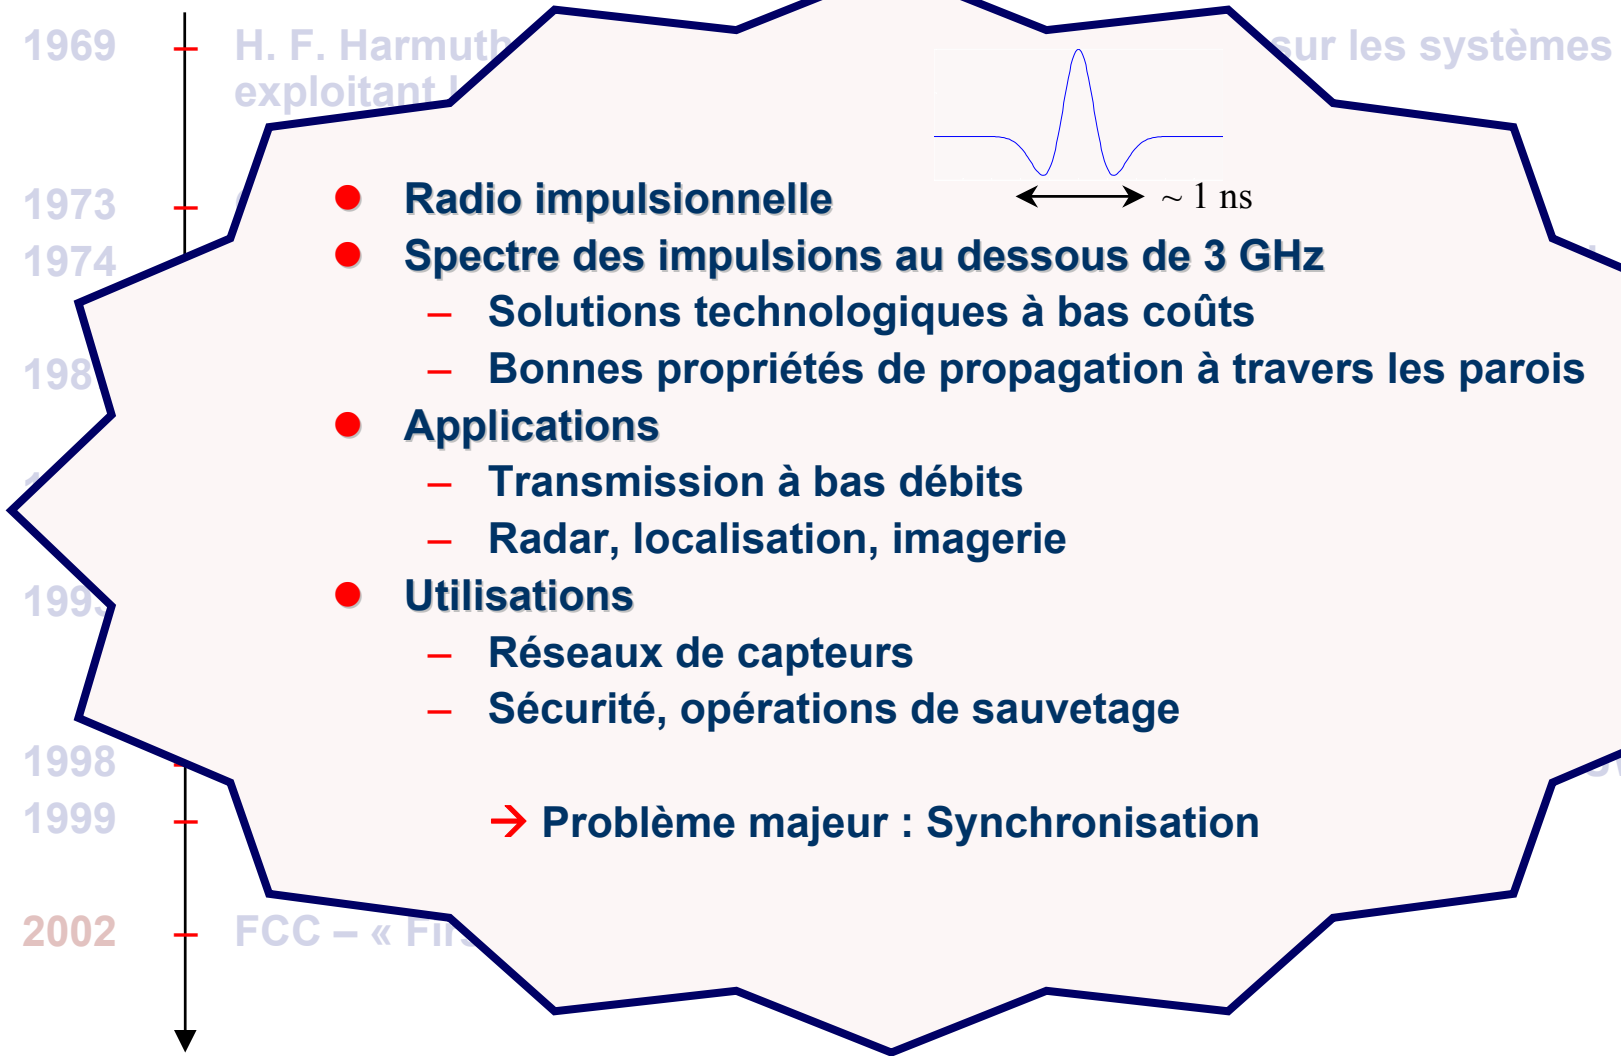 1969 H. F. Harmuth sur les systèmes
exploitant
~ 1 ns
1973
• Radio impulsionnelle
1974
• Spectre des impulsions au dessous de 3 GHz
– Solutions technologiques à bas coûts
– Bonnes propriétés de propagation à travers les parois
• Applications
– Transmission à bas débits
– Radar, localisation, imagerie
• Utilisations
– Réseaux de capteurs
– Sécurité, opérations de sauvetage
1998
1999
→ Problème majeur : Synchronisation
2002 FCC – «